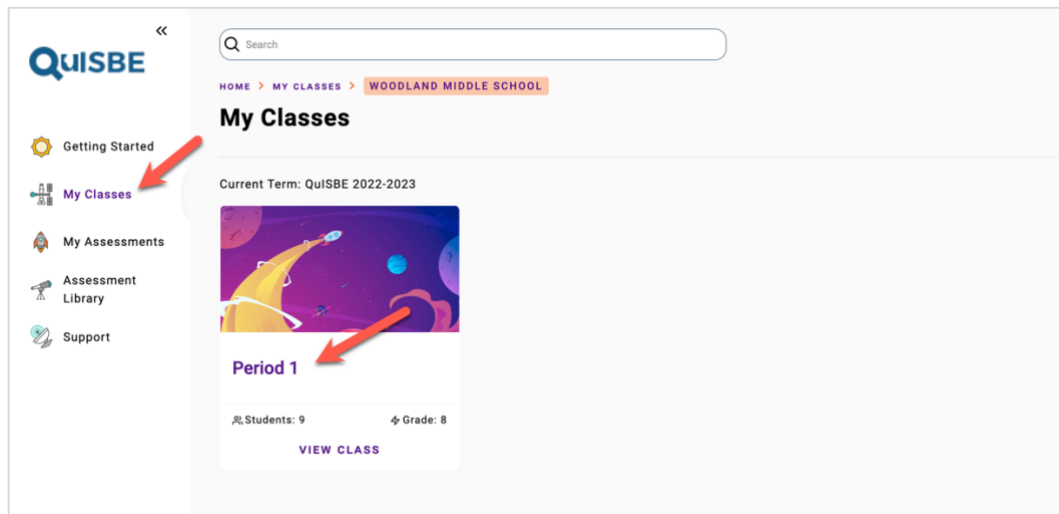 «
QuISBE
Getting Started
My Classes
My Assessments
Assessment
Library
Support
Search
HOME > MY CLASSES > WOODLAND MIDDLE SCHOOL
My Classes
Current Term: QuISBE 2022-2023
Period 1
Students: 9 Grade: 8
VIEW CLASS